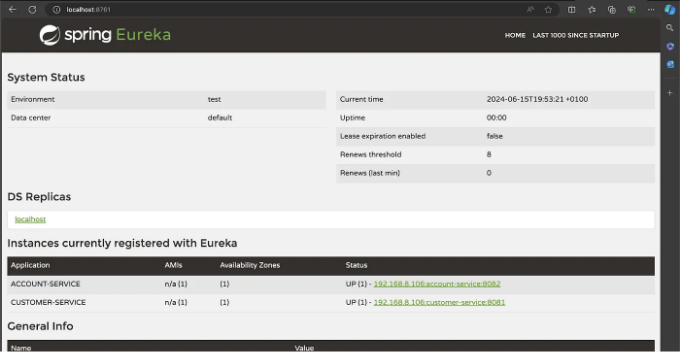 localhost:8761
spring Eureka
HOME LAST 1000 SINCE STARTUP
System Status
Environment test
Data center default
Current time 2024-06-15T19:53:21 +0100
Uptime 00:00
Lease expiration enabled false
Renews threshold 8
Renews (last min) 0
DS Replicas
localhost
Instances currently registered with Eureka
Application AMIs Availability Zones Status
ACCOUNT-SERVICE n/a (1) (1) UP (1) - 192.168.8.106:account-service:8082
CUSTOMER-SERVICE n/a (1) (1) UP (1) - 192.168.8.106:customer-service:8081
General Info
Name Value